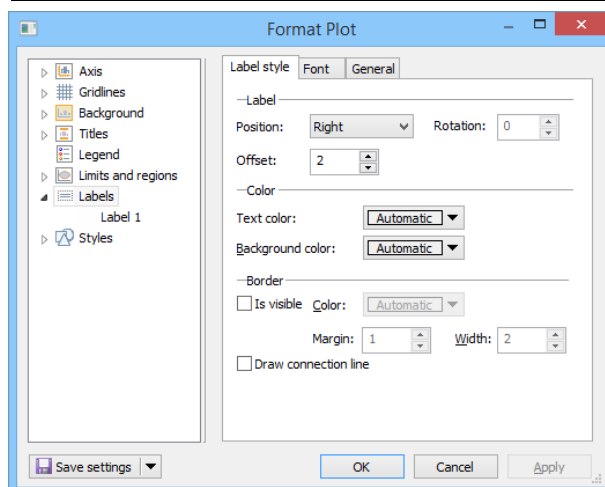 Format Plot
Axis
Gridlines
Background
Titles
Legend
Limits and regions
Labels
Label 1
Styles
Label style Font General
Label
Position: Right Rotation: 0
Offset: 2
Color
Text color: Automatic
Background color: Automatic
Border
Is visible Color: Automatic
Margin: 1 Width: 2
Draw connection line
Save settings OK Cancel Apply